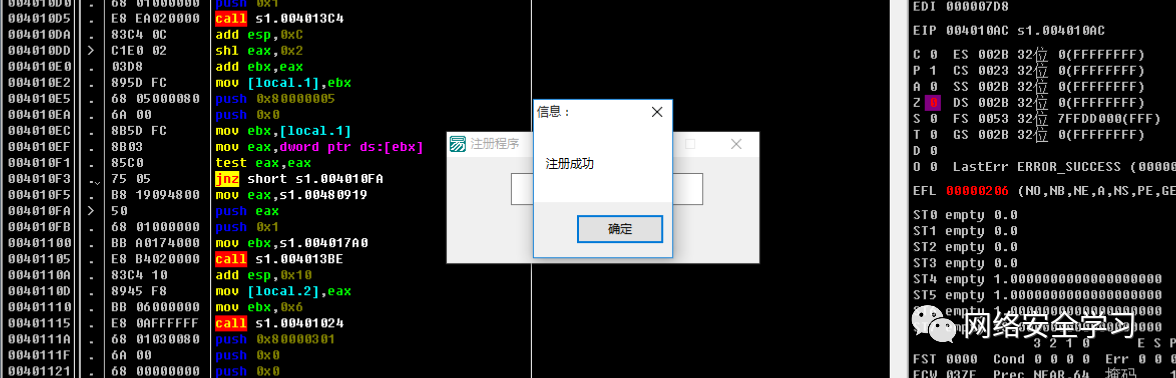 004010D0 . 68 01000000 push 0x1
004010D5 . E8 EA020000 call s1.004013C4
004010DA . 83C4 0C add esp,0xC
004010DD > C1E0 02 shl eax,0x2
004010E0 . 03D8 add ebx,eax
004010E2 . 895D FC mov [local.1],ebx
004010E5 . 68 05000080 push 0x80000005
004010EA . 6A 00 push 0x0
004010EC . 8B5D FC mov ebx,[local.1]
004010EF . 8B03 mov eax,dword ptr ds:[ebx]
004010F1 . 85C0 test eax,eax
004010F3 . 75 05 jnz short s1.004010FA
004010F5 . B8 19094800 mov eax,s1.00480919
004010FA > 50 push eax
004010FB . 68 01000000 push 0x1
00401100 . BB A0174000 mov ebx,s1.004017A0
00401105 . E8 B4020000 call s1.004013BE
0040110A . 83C4 10 add esp,0x10
0040110D . 8945 F8 mov [local.2],eax
00401110 . BB 06000000 mov ebx,0x6
00401115 . E8 0AFFFFFF call s1.00401024
0040111A . 68 01030080 push 0x80000301
0040111F . 6A 00 push 0x0
00401121 . 68 00000000 push 0x0
注册程序
信息：
注册成功
确定
EDI 000007D8
EIP 004010AC s1.004010AC
C 0 ES 002B 32位 0(FFFFFFFF)
P 1 CS 0023 32位 0(FFFFFFFF)
A 0 SS 002B 32位 0(FFFFFFFF)
Z 0 DS 002B 32位 0(FFFFFFFF)
S 0 FS 0053 32位 7FFDD000(FFF)
T 0 GS 002B 32位 0(FFFFFFFF)
D 0
O 0 LastErr ERROR_SUCCESS (00000
EFL 00000206 (NO,NB,NE,A,NS,PE,GE
ST0 empty 0.0
ST1 empty 0.0
ST2 empty 0.0
ST3 empty 0.0
ST4 empty 1.0000000000000000000
ST5 empty 1.0000000000000000000
网络安全学习
3 2 1 0 E S P
FST 0000 Cond 0 0 0 0 Err 0 0 0
FCW 037F Prec NEAR,64 掩码 1